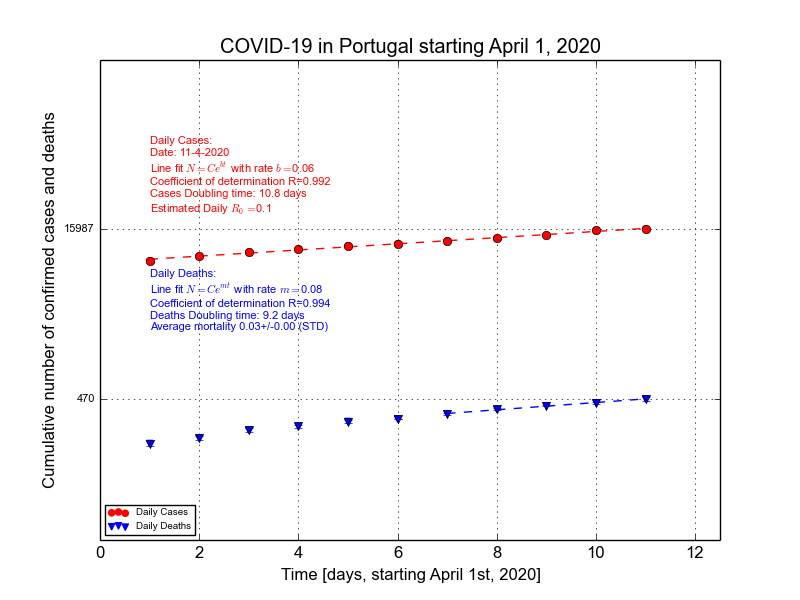 COVID-19 in Portugal starting April 1, 2020
Cumulative number of confirmed cases and deaths
Daily Cases:
Date: 11-4-2020
Line fit N = Ce^{bt} with rate b =0.06
Coefficient of determination R=0.992
Cases Doubling time: 10.8 days
Estimated Daily R_0 =0.1
15987
Daily Deaths:
Line fit N = Ce^{mt} with rate m =0.08
Coefficient of determination R=0.994
Deaths Doubling time: 9.2 days
Average mortality 0.03+/-0.00 (STD)
470
Daily Cases
Daily Deaths
0 2 4 6 8 10 12
Time [days, starting April 1st, 2020]